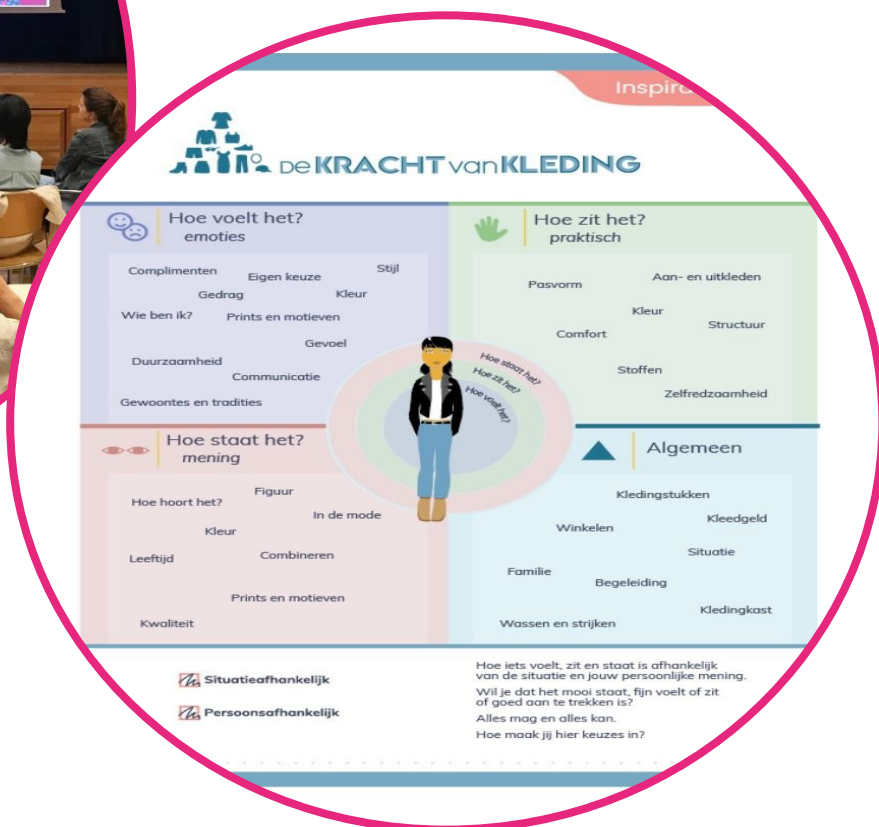 De KRACHT van KLEDING
Hoe voelt het?
emoties
Complimenten
Eigen keuze
Stijl
Gedrag
Kleur
Wie ben ik?
Prints en motieven
Gevoel
Duurzaamheid
Communicatie
Gewoontes en tradities
Hoe zit het?
praktisch
Pasvorm
Aan- en uitkleden
Kleur
Structuur
Comfort
Stoffen
Zelfredzaamheid
Hoe staat het?
Hoe zit het?
Hoe voelt het?
Hoe staat het?
mening
Hoe hoort het?
Figuur
In de mode
Kleur
Leeftijd
Combineren
Prints en motieven
Kwaliteit
Algemeen
Kledingstukken
Kleedgeld
Winkelen
Situatie
Familie
Begeleiding
Kledingkast
Wassen en strijken
Situatieafhankelijk
Persoonsafhankelijk
Hoe iets voelt, zit en staat is afhankelijk
van de situatie en jouw persoonlijke mening.
Wil je dat het mooi staat, fijn voelt of zit
of goed aan te trekken is?
Alles mag en alles kan.
Hoe maak jij hier keuzes in?